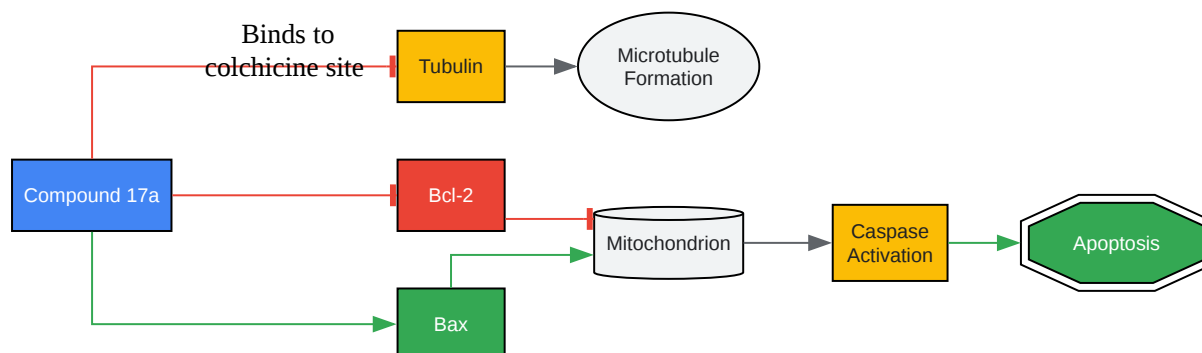 Binds to
colchicine site
Tubulin
Microtubule
Formation
Compound 17a
Bcl-2
Mitochondrion
Caspase
Activation
Apoptosis
Bax